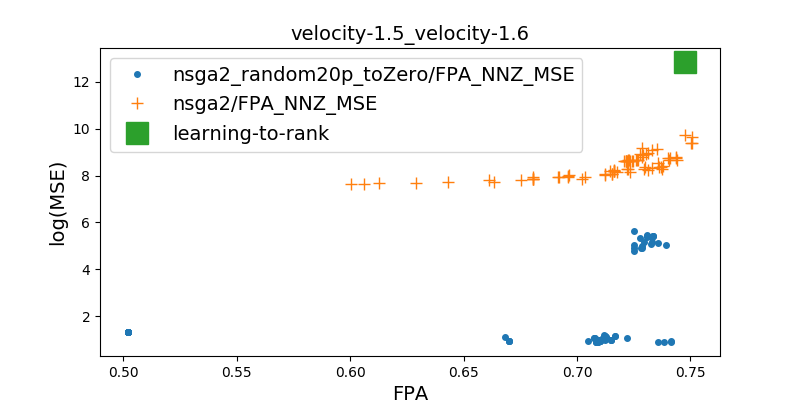 velocity-1.5_velocity-1.6
nsga2_random20p_toZero/FPA_NNZ_MSE
nsga2/FPA_NNZ_MSE
learning-to-rank
log(MSE)
12
10
8
6
4
2
0.50 0.55 0.60 0.65 0.70 0.75
FPA